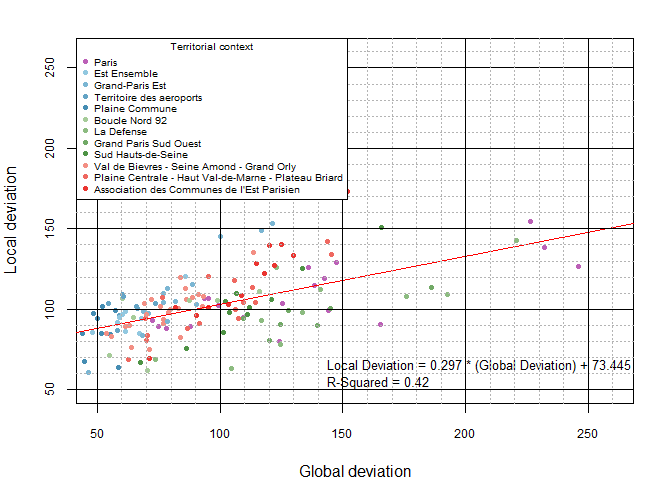 Territorial context
Paris
Est Ensemble
Grand-Paris Est
Territoire des aeroports
Plaine Commune
Boucle Nord 92
La Defense
Grand Paris Sud Ouest
Sud Hauts-de-Seine
Val de Bievres - Seine Amond - Grand Orly
Plaine Centrale - Haut Val-de-Marne - Plateau Briard
Association des Communes de l'Est Parisien
250
200
150
100
50
Local deviation
Local Deviation = 0.297 * (Global Deviation) + 73.445
R-Squared = 0.42
50 100 150 200 250
Global deviation